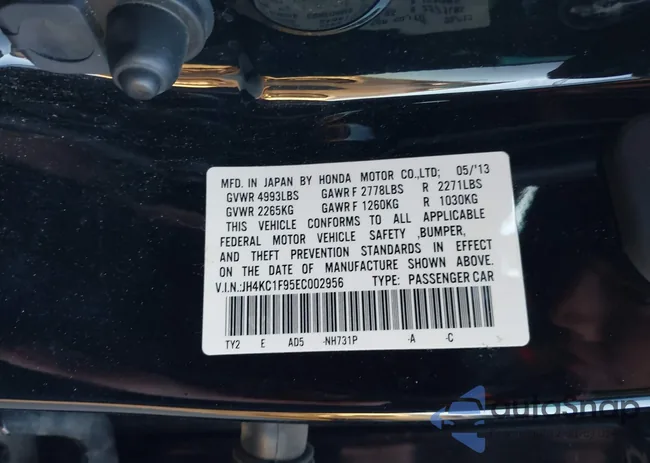 MFD. IN JAPAN BY HONDA MOTOR CO.,LTD; 05/'13
GVWR 4993LBS GAWR F 2778LBS R 2271LBS
GVWR 2265KG GAWR F 1260KG R 1030KG
THIS VEHICLE CONFORMS TO ALL APPLICABLE
FEDERAL MOTOR VEHICLE SAFETY ,BUMPER,
AND THEFT PREVENTION STANDARDS IN EFFECT
ON THE DATE OF MANUFACTURE SHOWN ABOVE.
V.I.N.:JH4KC1F95EC002956 TYPE: PASSENGER CAR
TY2 E AD5 -NH731P -A -C
autoShop